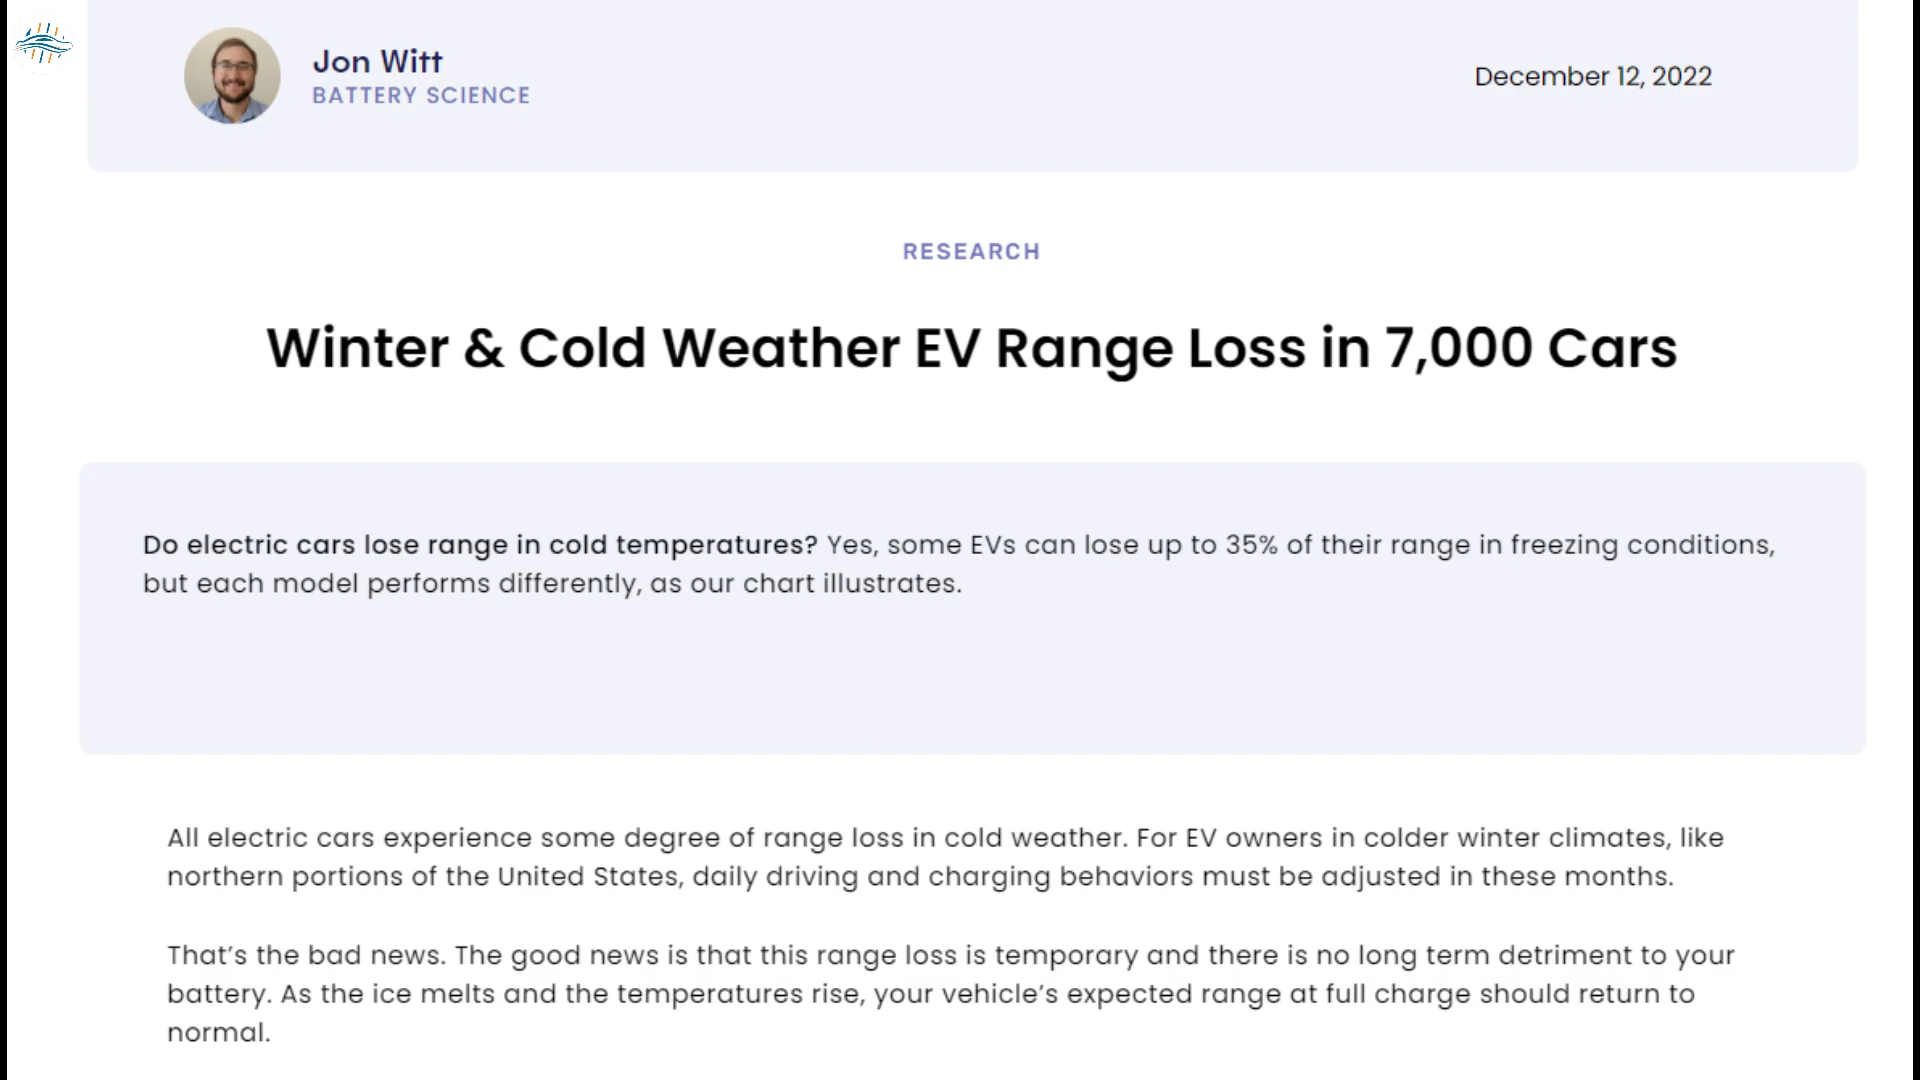 Jon Witt
BATTERY SCIENCE
December 12, 2022
RESEARCH
Winter & Cold Weather EV Range Loss in 7,000 Cars
Do electric cars lose range in cold temperatures? Yes, some EVs can lose up to 35% of their range in freezing conditions,
but each model performs differently, as our chart illustrates.
All electric cars experience some degree of range loss in cold weather. For EV owners in colder winter climates, like
northern portions of the United States, daily driving and charging behaviors must be adjusted in these months.
That’s the bad news. The good news is that this range loss is temporary and there is no long term detriment to your
battery. As the ice melts and the temperatures rise, your vehicle’s expected range at full charge should return to
normal.